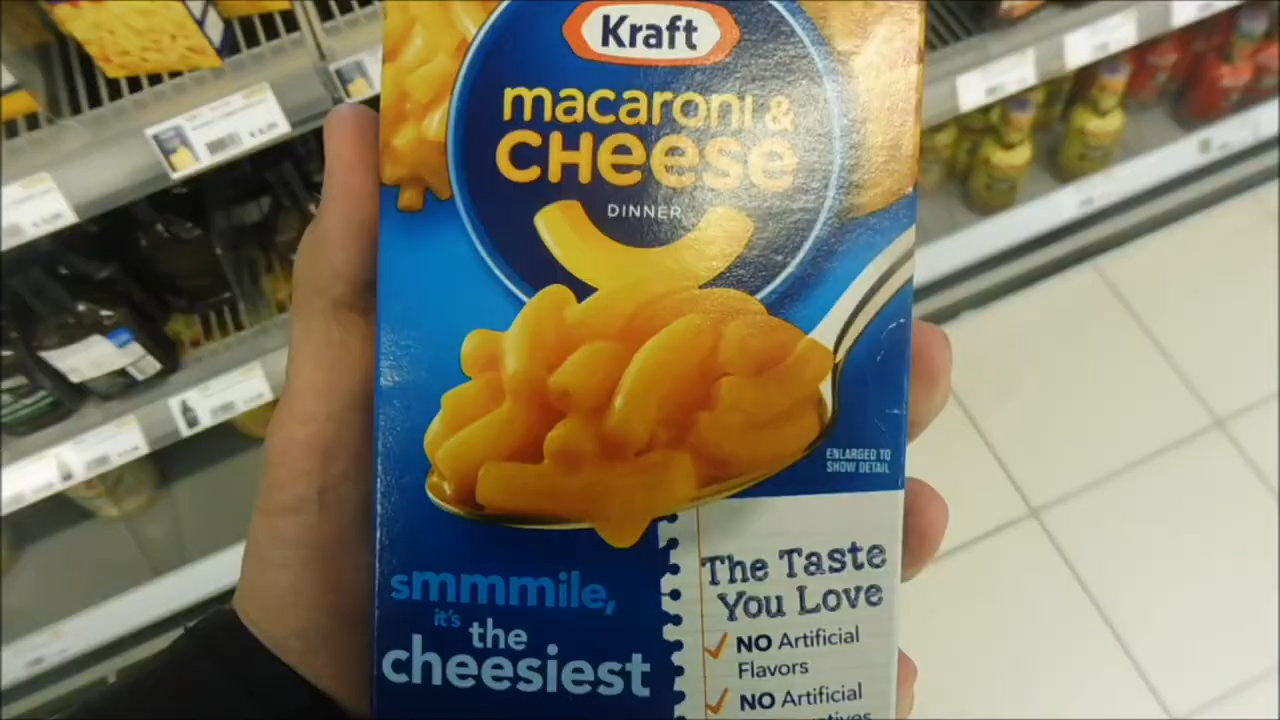 Kraft
macaroni &
CHeese
DINNER
ENLARGED TO
SHOW DETAIL
smmmile,
it's the
cheesiest
The Taste
You Love
NO Artificial
Flavors
NO Artificial